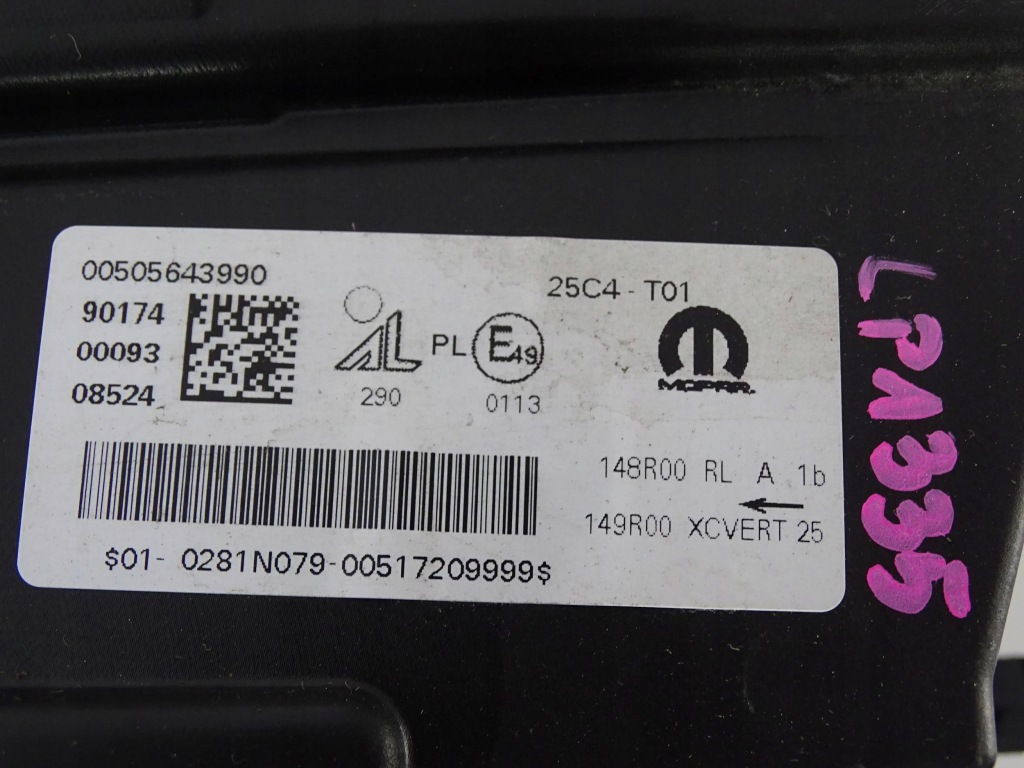 00505643990
90174
00093
08524
AL
290
PL
E49
0113
25C4 - T01
MOPAR
148R00 RL A 1b
149R00 XCVERT 25
$01- 0281N079-00517209999$
LPA335